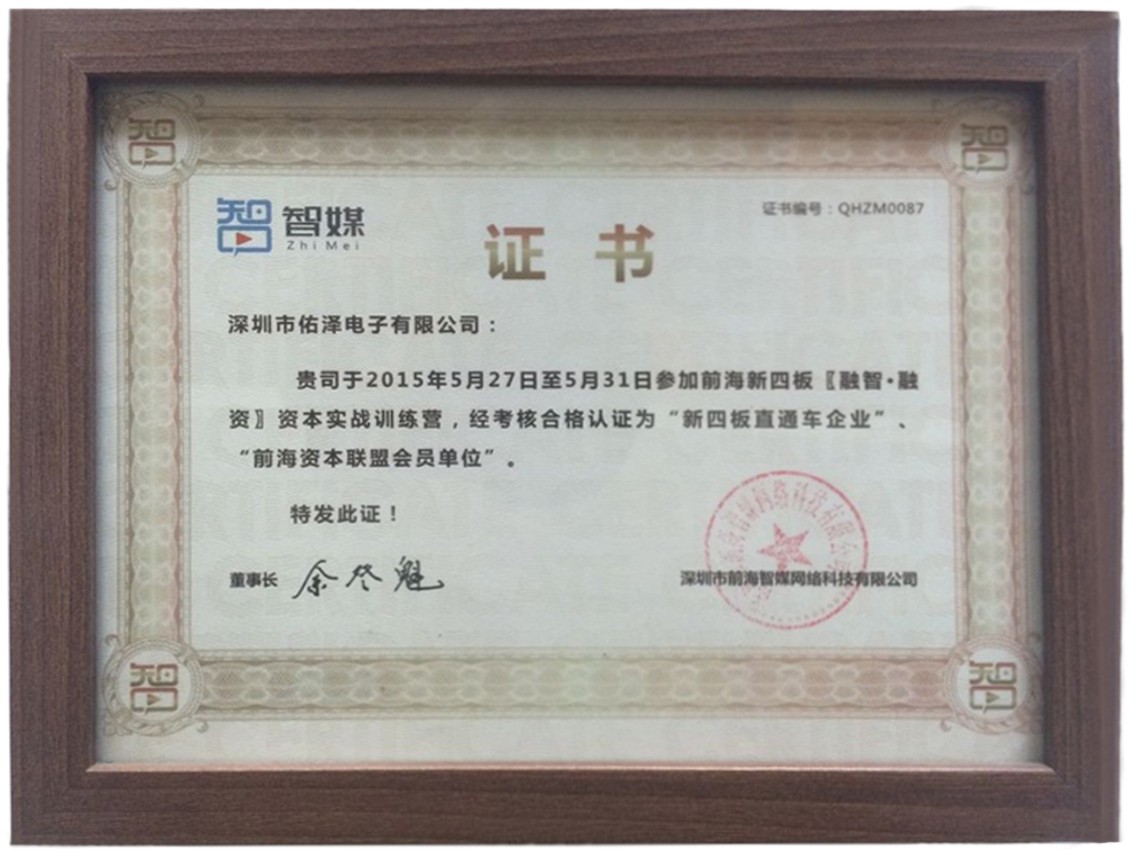 智媒
Zhi Mei
证书编号：QHZM0087
证 书
深圳市佑泽电子有限公司：
贵司于2015年5月27日至5月31日参加前海新四板〖融智·融
资〗资本实战训练营，经考核合格认证为“新四板直通车企业”、
“前海资本联盟会员单位”。
特发此证！
董事长
深圳市前海智媒网络科技有限公司